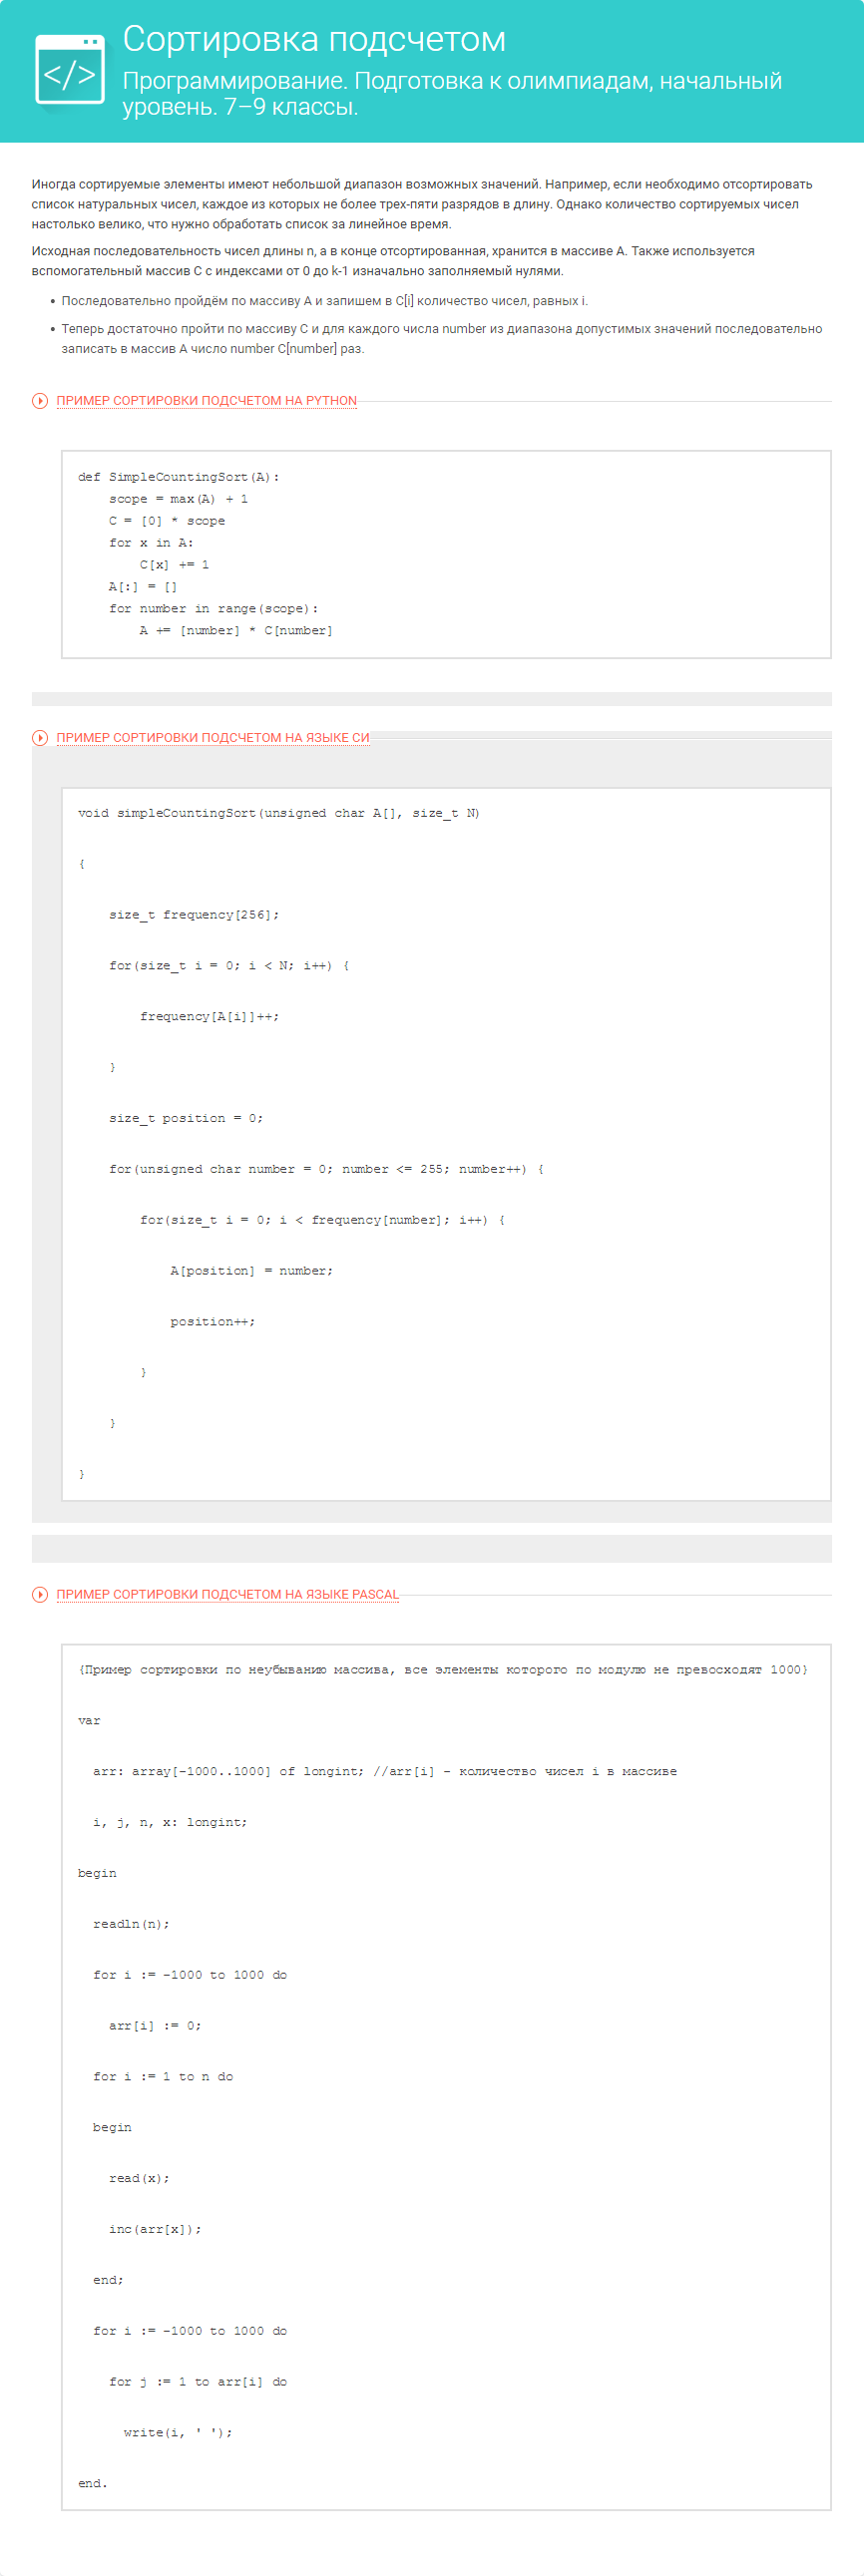 </>
Сортировка подсчетом
Программирование. Подготовка к олимпиадам, начальный
уровень. 7–9 классы.
Иногда сортируемые элементы имеют небольшой диапазон возможных значений. Например, если необходимо отсортировать
список натуральных чисел, каждое из которых не более трех-пяти разрядов в длину. Однако количество сортируемых чисел
настолько велико, что нужно обработать список за линейное время.
Исходная последовательность чисел длины n, а в конце отсортированная, хранится в массиве A. Также используется
вспомогательный массив C с индексами от 0 до k-1 изначально заполняемый нулями.
• Последовательно пройдём по массиву A и запишем в C[i] количество чисел, равных i.
• Теперь достаточно пройти по массиву C и для каждого числа number из диапазона допустимых значений последовательно
записать в массив A число number C[number] раз.
ПРИМЕР СОРТИРОВКИ ПОДСЧЕТОМ НА PYTHON
def SimpleCountingSort(A):
    scope = max(A) + 1
    C = [0] * scope
    for x in A:
        C[x] += 1
    A[:] = []
    for number in range(scope):
        A += [number] * C[number]
ПРИМЕР СОРТИРОВКИ ПОДСЧЕТОМ НА ЯЗЫКЕ СИ
void simpleCountingSort(unsigned char A[], size_t N)
{
    size_t frequency[256];
    for(size_t i = 0; i < N; i++) {
        frequency[A[i]]++;
    }
    size_t position = 0;
    for(unsigned char number = 0; number <= 255; number++) {
        for(size_t i = 0; i < frequency[number]; i++) {
            A[position] = number;
            position++;
        }
    }
}
ПРИМЕР СОРТИРОВКИ ПОДСЧЕТОМ НА ЯЗЫКЕ PASCAL
{Пример сортировки по неубыванию массива, все элементы которого по модулю не превосходят 1000}
var
  arr: array[-1000..1000] of longint; //arr[i] - количество чисел i в массиве
  i, j, n, x: longint;
begin
  readln(n);
  for i := -1000 to 1000 do
    arr[i] := 0;
  for i := 1 to n do
  begin
    read(x);
    inc(arr[x]);
  end;
  for i := -1000 to 1000 do
    for j := 1 to arr[i] do
      write(i, ' ');
end.